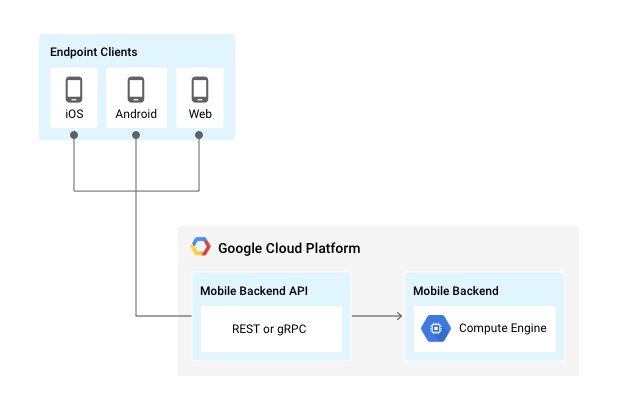 Endpoint Clients
iOS
Android
Web
Google Cloud Platform
Mobile Backend API
REST or gRPC
Mobile Backend
Compute Engine